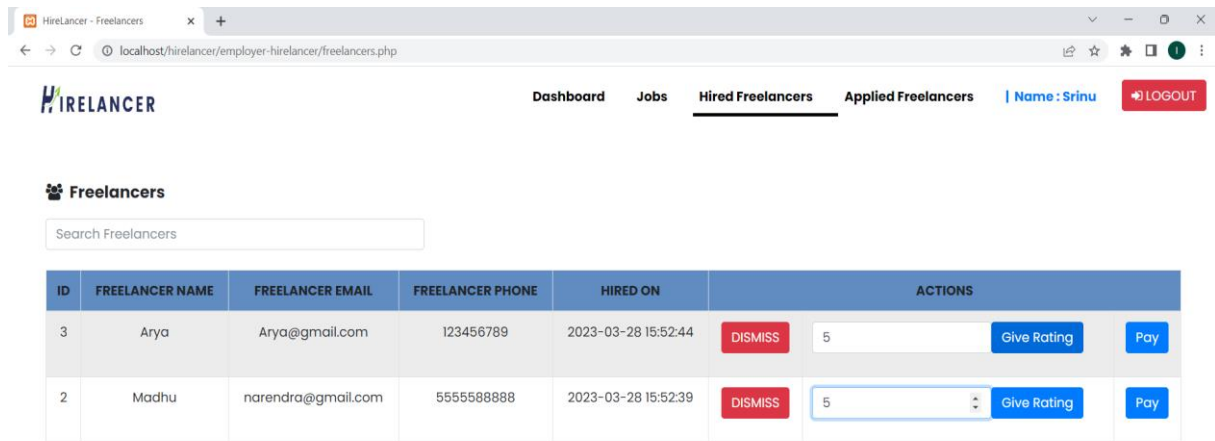 HireLancer - Freelancers
localhost/hirelancer/employer-hirelancer/freelancers.php
I
HIRELANCER
Dashboard Jobs Hired Freelancers Applied Freelancers | Name : Srinu LOGOUT
Freelancers
Search Freelancers
ID FREELANCER NAME FREELANCER EMAIL FREELANCER PHONE HIRED ON ACTIONS
3 Arya Arya@gmail.com 123456789 2023-03-28 15:52:44 DISMISS 5 Give Rating Pay
2 Madhu narendra@gmail.com 5555588888 2023-03-28 15:52:39 DISMISS 5 Give Rating Pay